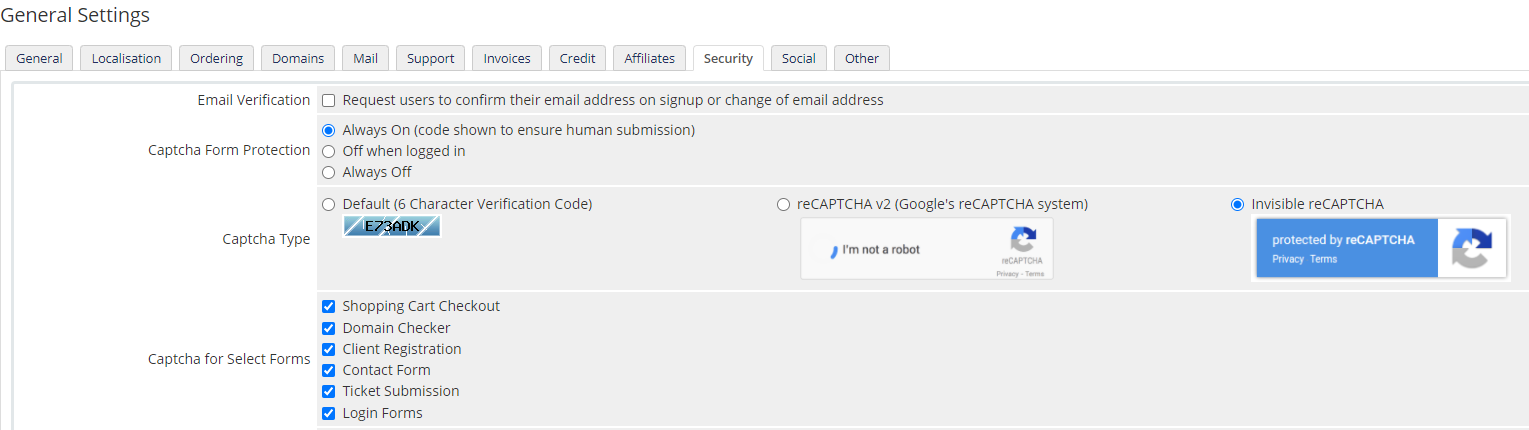 General Settings
General Localisation Ordering Domains Mail Support Invoices Credit Affiliates Security Social Other
Email Verification Request users to confirm their email address on signup or change of email address
Always On (code shown to ensure human submission)
Captcha Form Protection Off when logged in
Always Off
Default (6 Character Verification Code) reCAPTCHA v2 (Google's reCAPTCHA system) Invisible reCAPTCHA
E73ADK
Captcha Type I'm not a robot protected by reCAPTCHA
reCAPTCHA Privacy Terms
Privacy - Terms
Shopping Cart Checkout
Domain Checker
Client Registration
Captcha for Select Forms
Contact Form
Ticket Submission
Login Forms